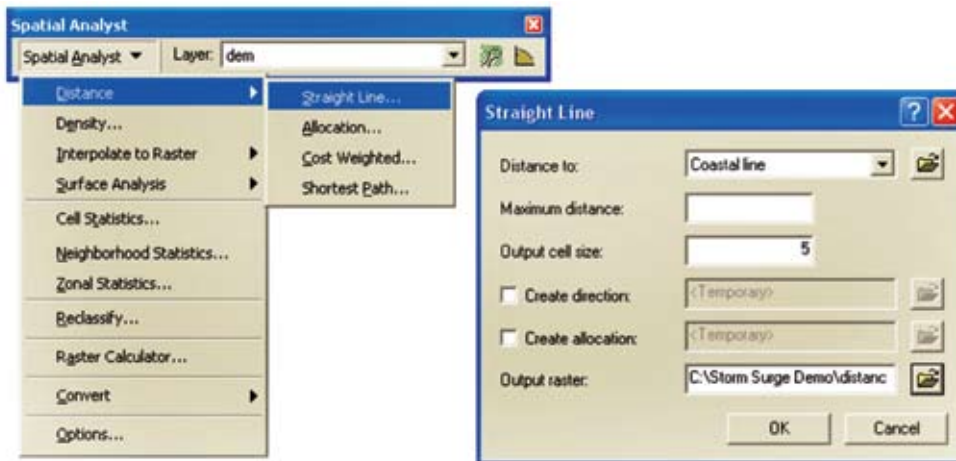 Spatial Analyst
Spatial Analyst
Layer: dem
Distance
Density...
Interpolate to Raster
Surface Analysis
Cell Statistics...
Neighborhood Statistics...
Zonal Statistics...
Reclassify...
Raster Calculator...
Convert
Options...
Straight Line...
Allocation...
Cost Weighted...
Shortest Path...
Straight Line
Distance to: Coastal line
Maximum distance:
Output cell size: 5
Create direction: <Temporary>
Create allocation: <Temporary>
Output raster: C:\Storm Surge Demo\distanc
OK Cancel